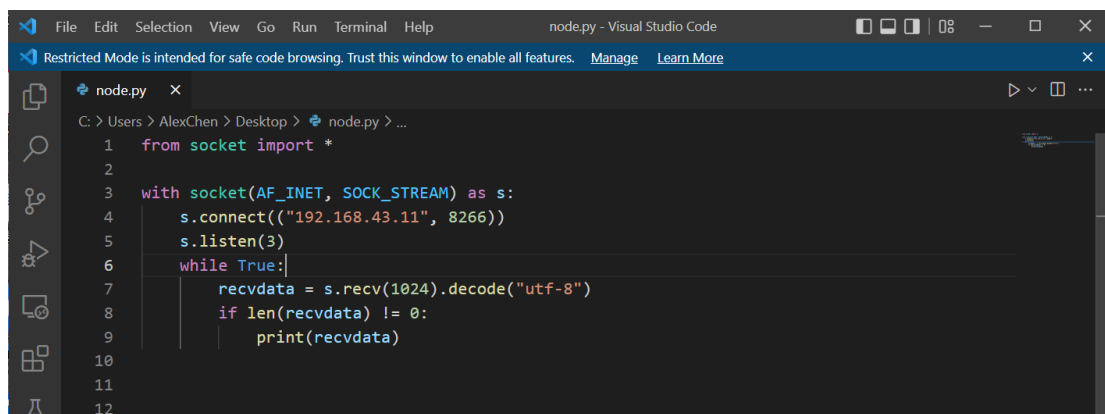 File Edit Selection View Go Run Terminal Help node.py - Visual Studio Code
Restricted Mode is intended for safe code browsing. Trust this window to enable all features. Manage Learn More
node.py
C: > Users > AlexChen > Desktop > node.py > ...
1 from socket import *
2
3 with socket(AF_INET, SOCK_STREAM) as s:
4     s.connect(("192.168.43.11", 8266))
5     s.listen(3)
6     while True:
7         recvdata = s.recv(1024).decode("utf-8")
8         if len(recvdata) != 0:
9             print(recvdata)
10
11
12